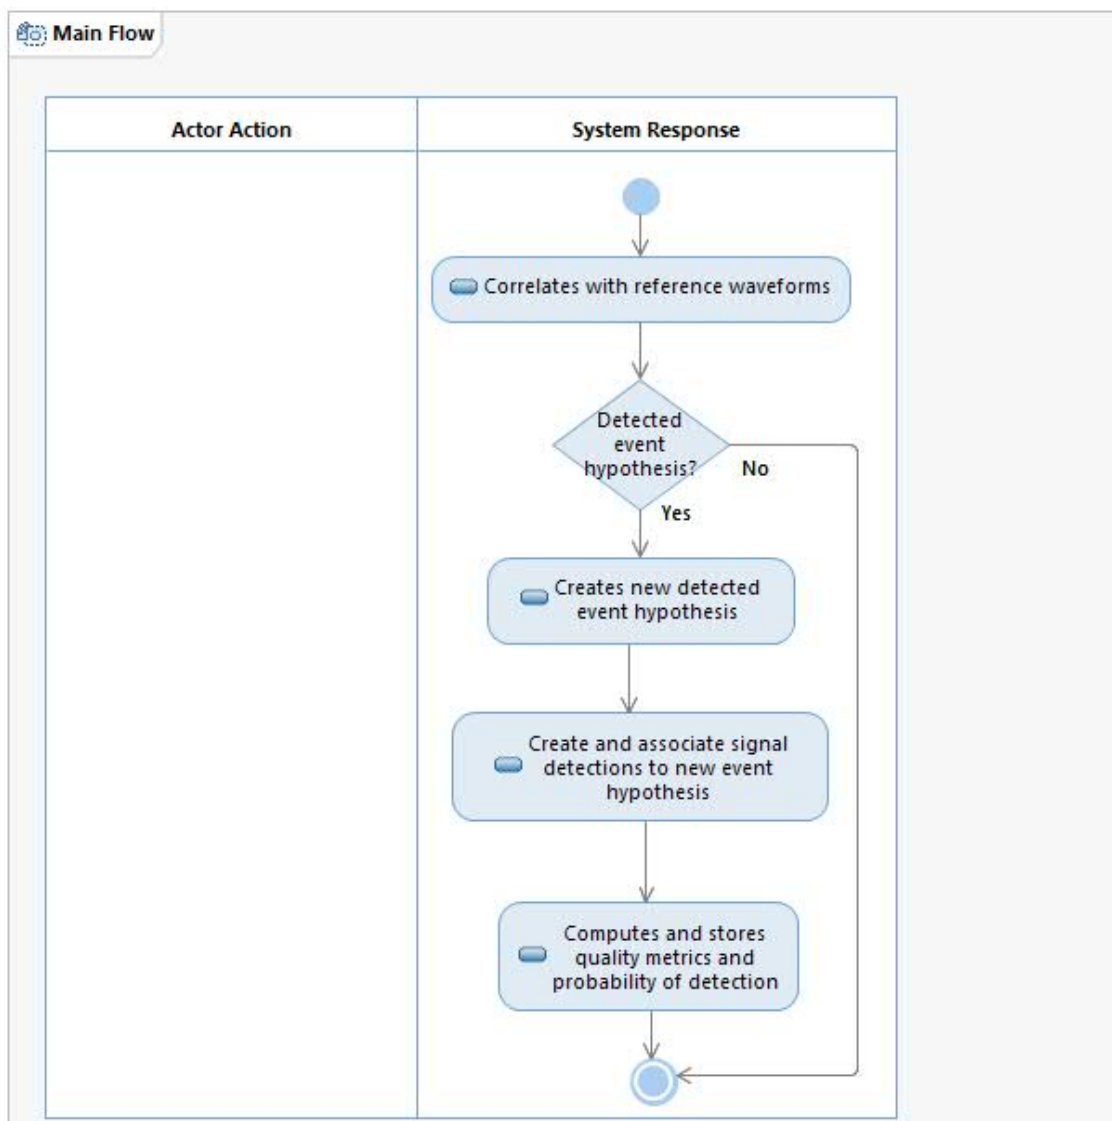 Main Flow
Actor Action
System Response
Correlates with reference waveforms
Detected
event
hypothesis?
No
Yes
Creates new detected
event hypothesis
Create and associate signal
detections to new event
hypothesis
Computes and stores
quality metrics and
probability of detection